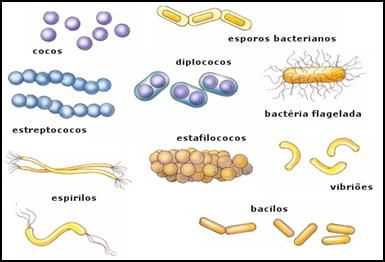 cocos
esporos bacterianos
diplococos
bactéria flagelada
estreptococos
estafilococos
espirilos
vibriões
bacilos